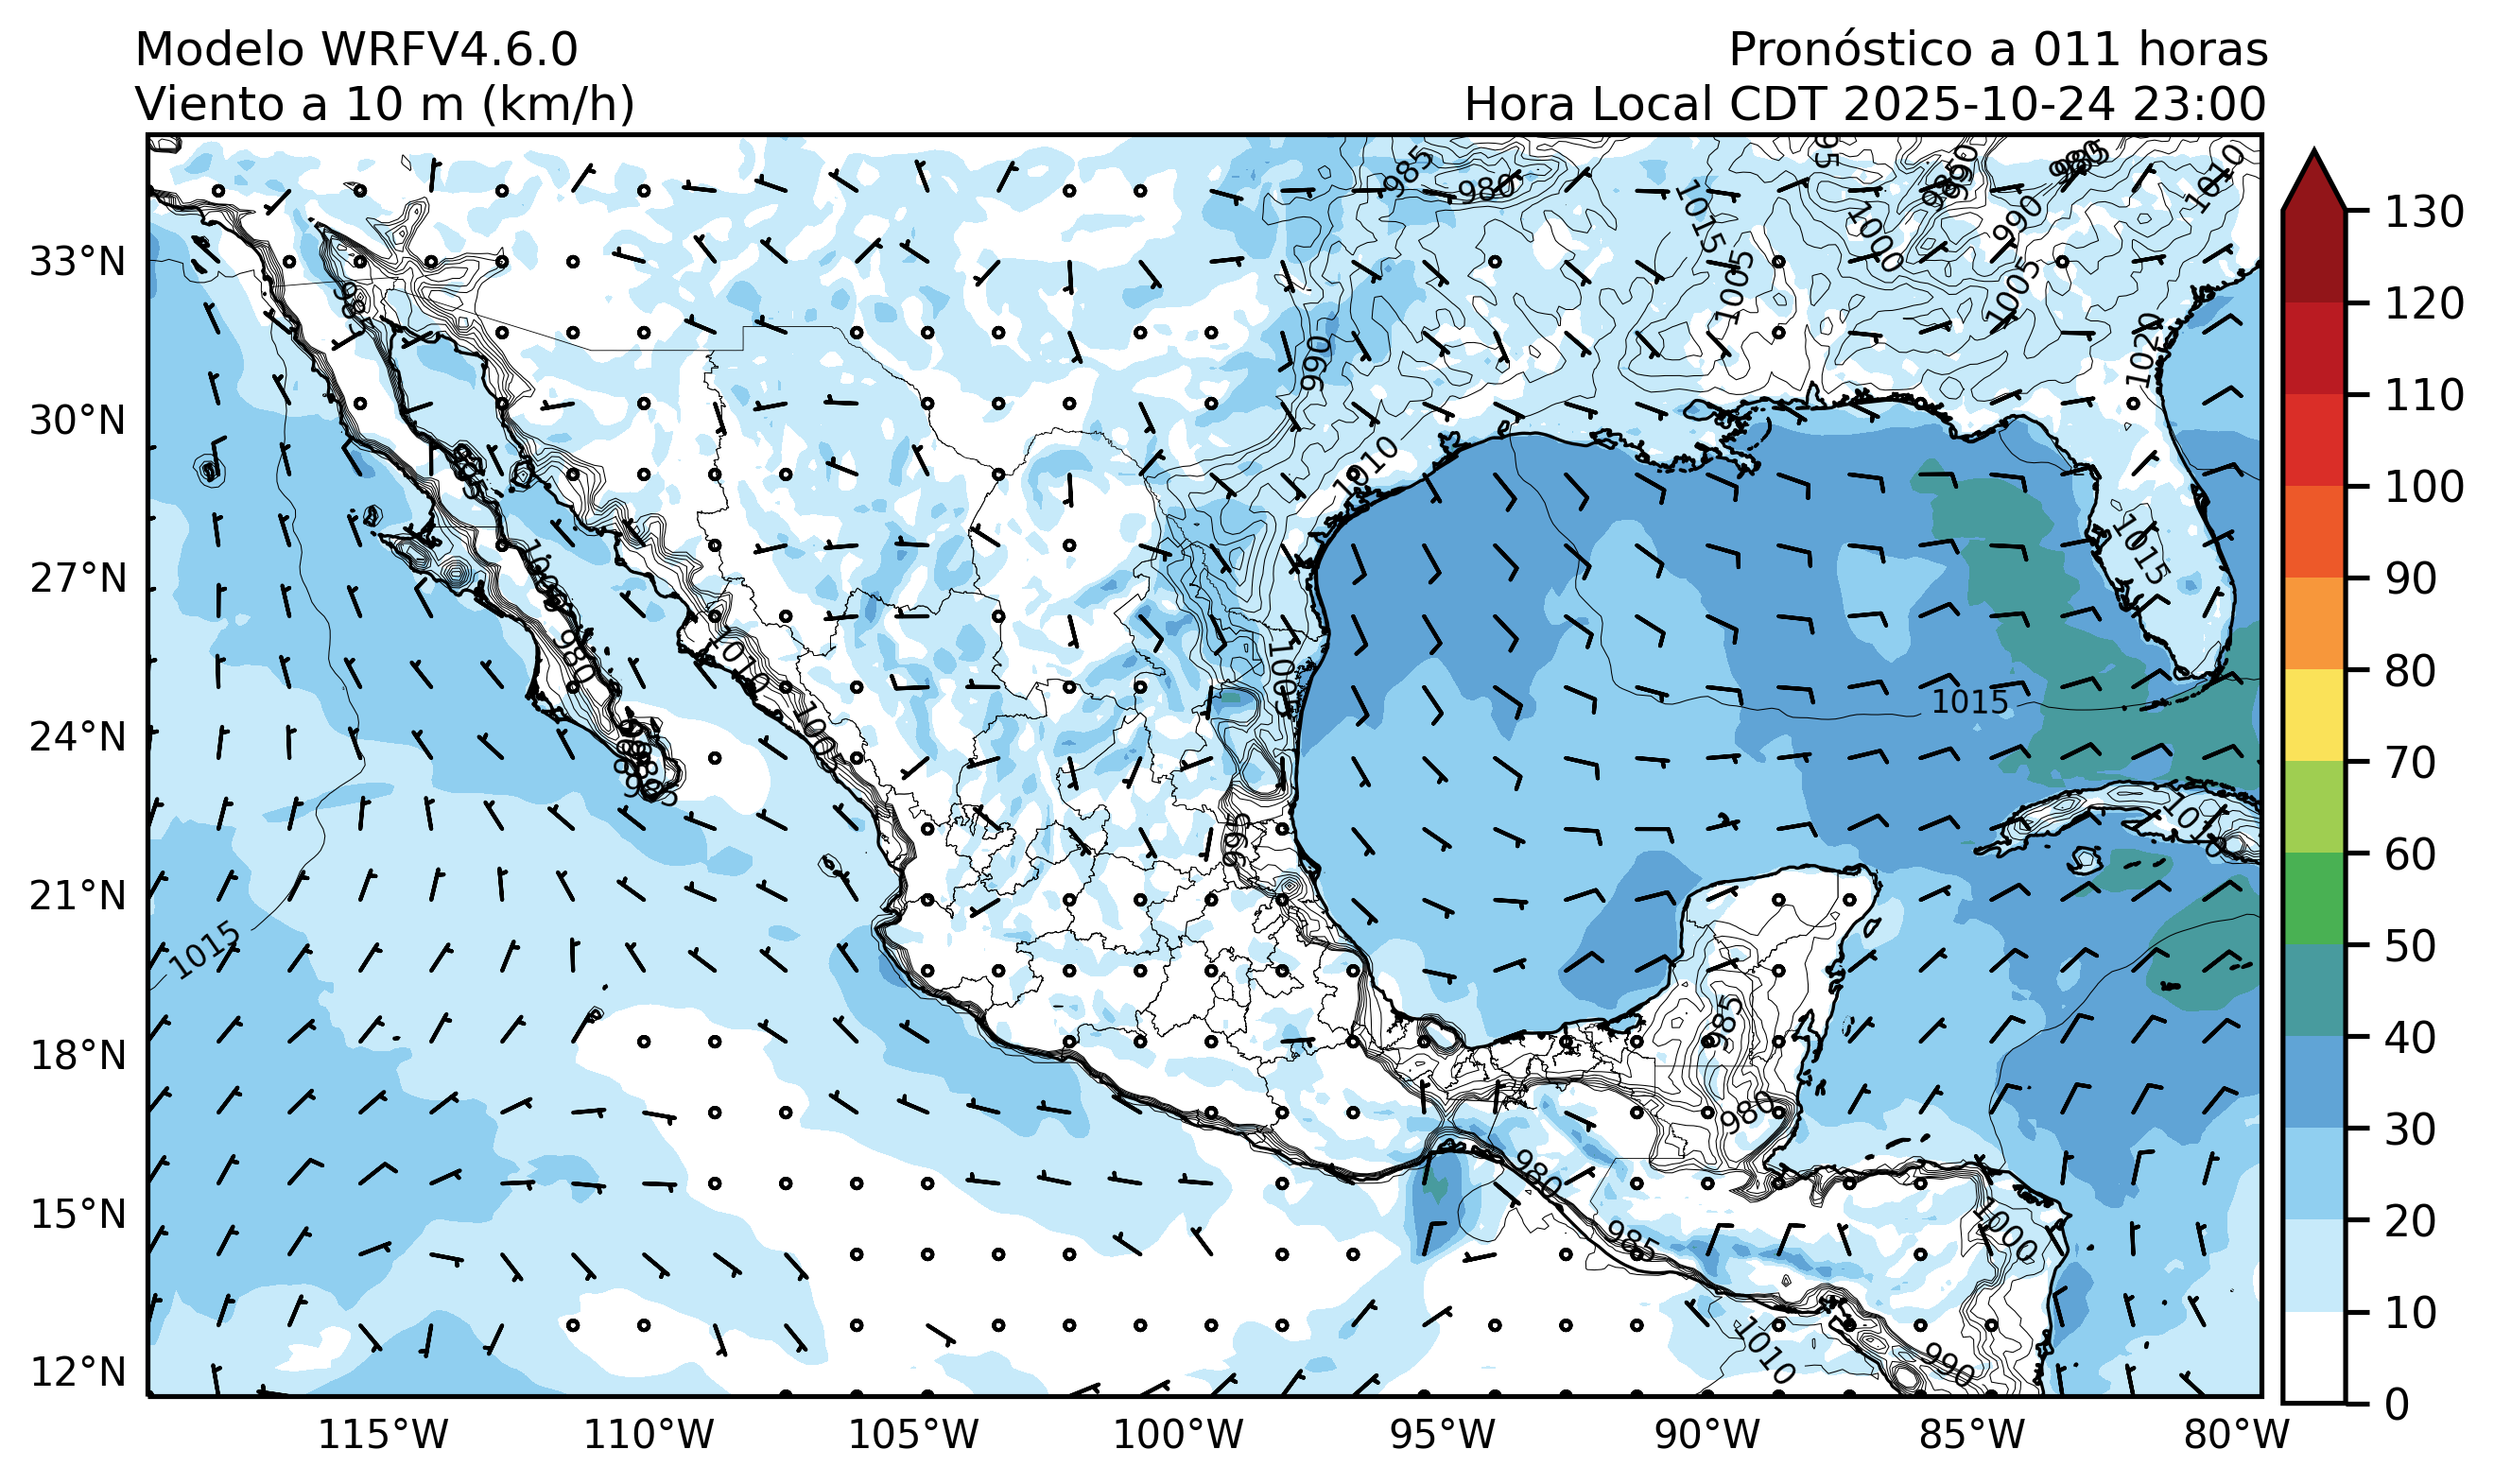 Modelo WRFV4.6.0
Viento a 10 m (km/h)
Pronóstico a 011 horas
Hora Local CDT 2025-10-24 23:00
33°N
30°N
27°N
24°N
21°N
18°N
15°N
12°N
115°W
110°W
105°W
100°W
95°W
90°W
85°W
80°W
130
120
110
100
90
80
70
60
50
40
30
20
10
0
985
980
1015
1005
1000
990
985
1010
1005
1020
990
1010
1015
1005
980
1010
1015
995
1015
985
980
980
985
1000
1010
990